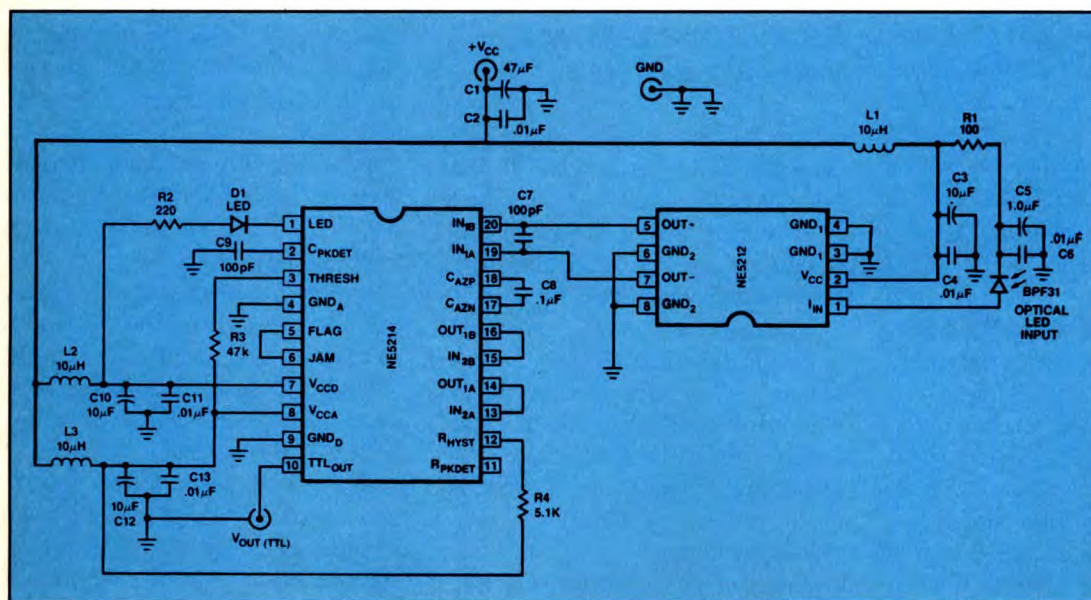 +VCC
47μF
C1
C2
.01μF
GND
L1
10μH
R1
100
C3
10μF
C4
.01μF
C5
1.0μF
.01μF
C6
BPF31
OPTICAL
LED
INPUT
R2
220
D1
LED
C9
100pF
R3
47k
L2
10μH
C10
10μF
C11
.01μF
L3
10μH
C13
.01μF
10μF
C12
VOUT (TTL)
1 LED
2 CPKDET
3 THRESH
4 GNDA
5 FLAG
6 JAM
7 VCCD
8 VCCA
9 GNDD
10 TTLOUT
NE5214
IN1B 20
IN1A 19
CAZP 18
CAZN 17
OUT1B 16
IN2B 15
OUT1A 14
IN2A 13
RHYST 12
RPKDET 11
C7
100pF
C8
.1μF
R4
5.1K
5 OUT-
6 GND2
7 OUT-
8 GND2
NE5212
GND1 4
GND1 3
VCC 2
IIN 1